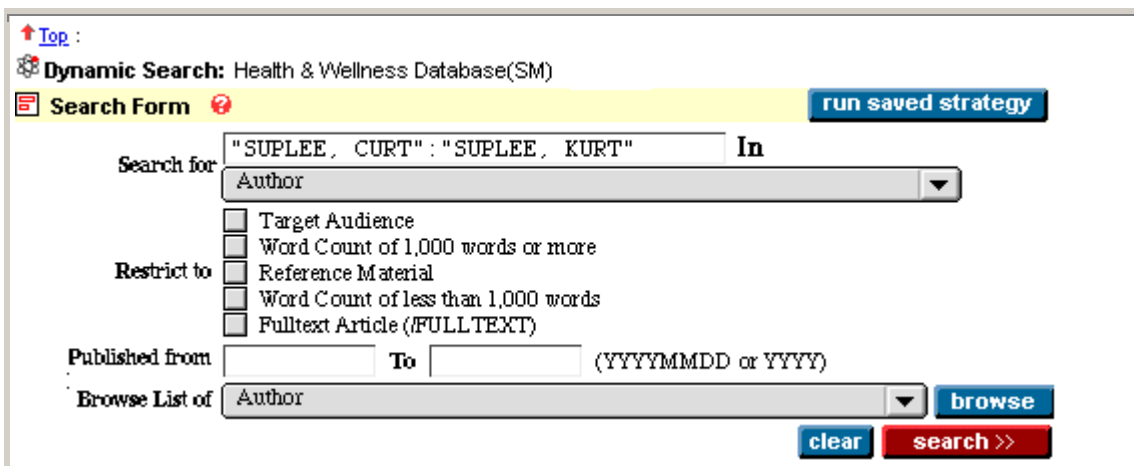 Top :
Dynamic Search: Health & Wellness Database(SM)
Search Form ? run saved strategy
Search for "SUPLEE, CURT":"SUPLEE, KURT" In
Author
Target Audience
Word Count of 1,000 words or more
Restrict to Reference Material
Word Count of less than 1,000 words
Fulltext Article (/FULLTEXT)
Published from To (YYYYMMDD or YYYY)
Browse List of Author browse
clear search >>